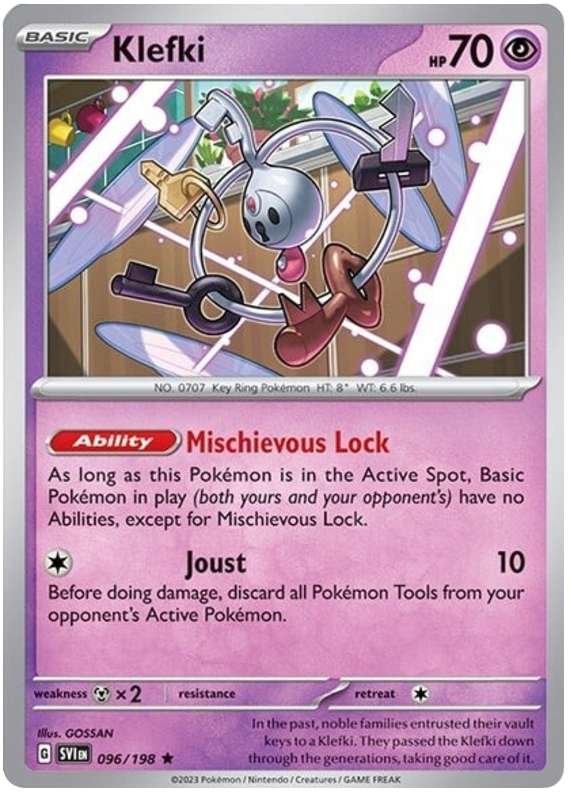 BASIC
Klefki
HP 70
NO. 0707 Key Ring Pokémon HT: 8" WT: 6.6 lbs.
Ability Mischievous Lock
As long as this Pokémon is in the Active Spot, Basic
Pokémon in play (both yours and your opponent's) have no
Abilities, except for Mischievous Lock.
Joust 10
Before doing damage, discard all Pokémon Tools from your
opponent's Active Pokémon.
weakness ×2 resistance retreat
Illus. GOSSAN
In the past, noble families entrusted their vault
keys to a Klefki. They passed the Klefki down
through the generations, taking good care of it.
G SVI EN 096/198 ★
©2023 Pokémon / Nintendo / Creatures / GAME FREAK